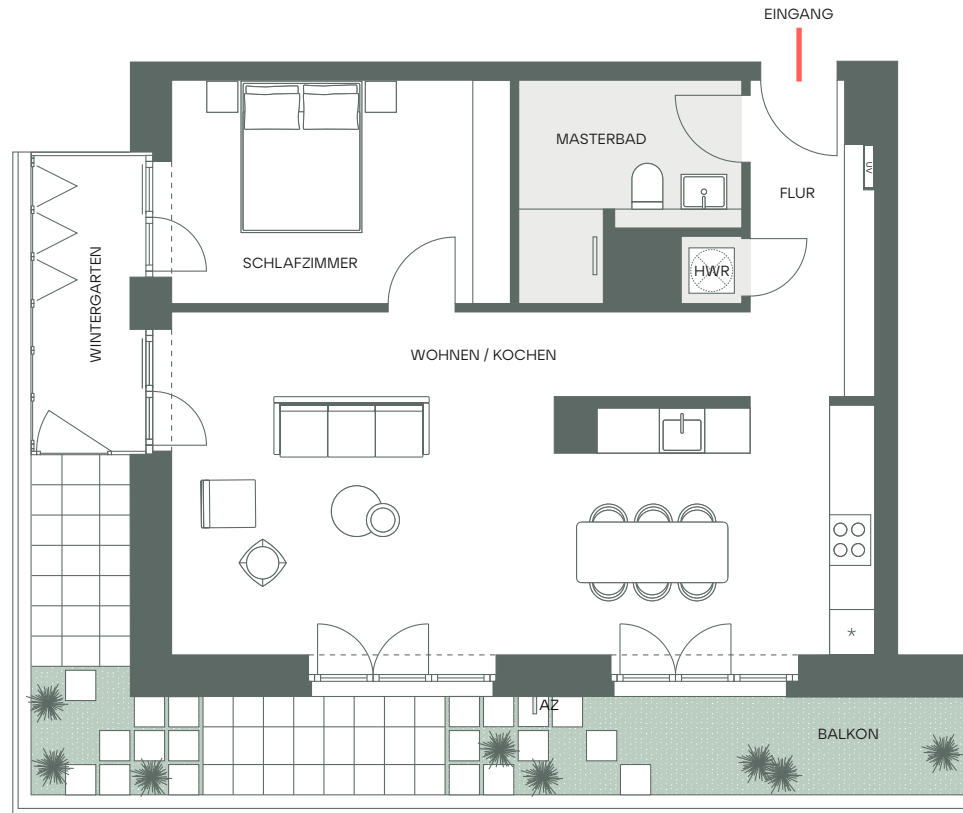 EINGANG
MASTERBAD
FLUR
UV
SCHLAFZIMMER
HWR
WINTERGARTEN
WOHNEN / KOCHEN
*
AZ
BALKON